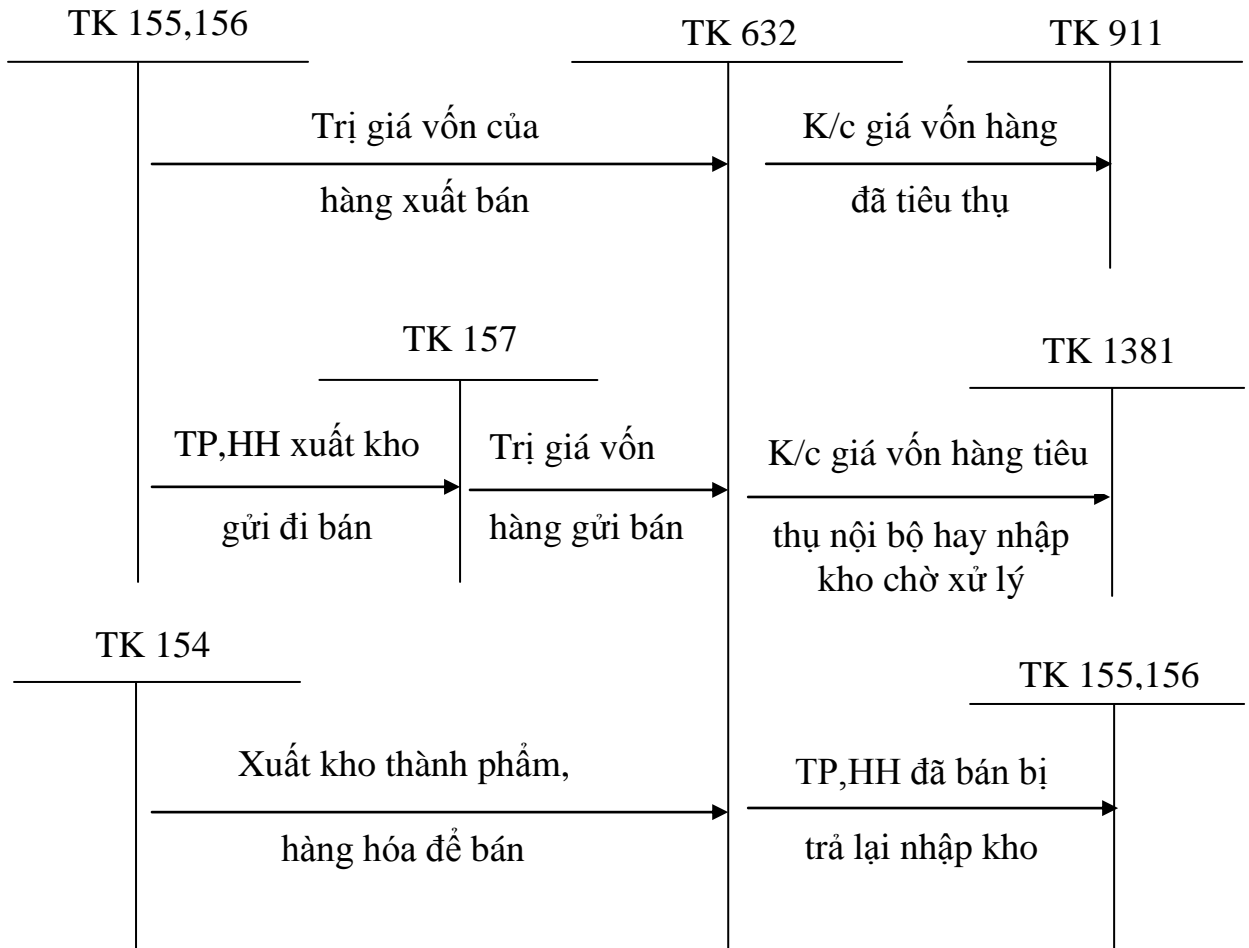 TK 155,156
TK 632
TK 911
Trị giá vốn của
hàng xuất bán
K/c giá vốn hàng
đã tiêu thụ
TK 157
TK 1381
TP,HH xuất kho
gửi đi bán
Trị giá vốn
hàng gửi bán
K/c giá vốn hàng tiêu
thụ nội bộ hay nhập
kho chờ xử lý
TK 154
TK 155,156
Xuất kho thành phẩm,
hàng hóa để bán
TP,HH đã bán bị
trả lại nhập kho